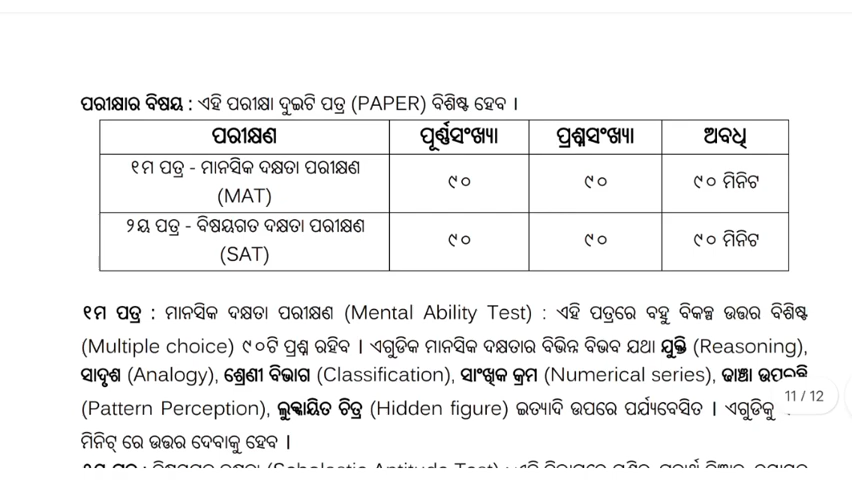 ପରୀକ୍ଷାର ବିଷୟ : ଏହି ପରୀକ୍ଷା ଦୁଇଟି ପତ୍ର (PAPER) ବିଶିଷ୍ଟ ହେବ ।
ପରୀକ୍ଷଣ ପୂର୍ଣ୍ଣସଂଖ୍ୟା ପ୍ରଶ୍ନସଂଖ୍ୟା ଅବଧି
୧ମ ପତ୍ର - ମାନସିକ ଦକ୍ଷତା ପରୀକ୍ଷଣ
(MAT) ୯୦ ୯୦ ୯୦ ମିନିଟ
୨ୟ ପତ୍ର - ବିଷୟଗତ ଦକ୍ଷତା ପରୀକ୍ଷଣ
(SAT) ୯୦ ୯୦ ୯୦ ମିନିଟ
୧ମ ପତ୍ର : ମାନସିକ ଦକ୍ଷତା ପରୀକ୍ଷଣ (Mental Ability Test) : ଏହି ପତ୍ରରେ ବହୁ ବିକଳ୍ପ ଉତ୍ତର ବିଶିଷ୍ଟ
(Multiple choice) ୯୦ଟି ପ୍ରଶ୍ନ ରହିବ । ଏଗୁଡିକ ମାନସିକ ଦକ୍ଷତାର ବିଭିନ୍ନ ବିଭବ ଯଥା ଯୁକ୍ତି (Reasoning),
ସାଦୃଶ (Analogy), ଶ୍ରେଣୀ ବିଭାଗ (Classification), ସାଂଖିକ କ୍ରମ (Numerical series), ଢାଞ୍ଚା
(Pattern Perception), ଲୁକ୍କାୟିତ ଚିତ୍ର (Hidden figure) ଇତ୍ୟାଦି ଉପରେ ପର୍ଯ୍ୟବେସିତ । ଏଗୁଡିକୁ
11 / 12
ମିନିଟ୍ ରେ ଉତ୍ତର ଦେବାକୁ ହେବ ।
(Scholastic Aptitude Test) :